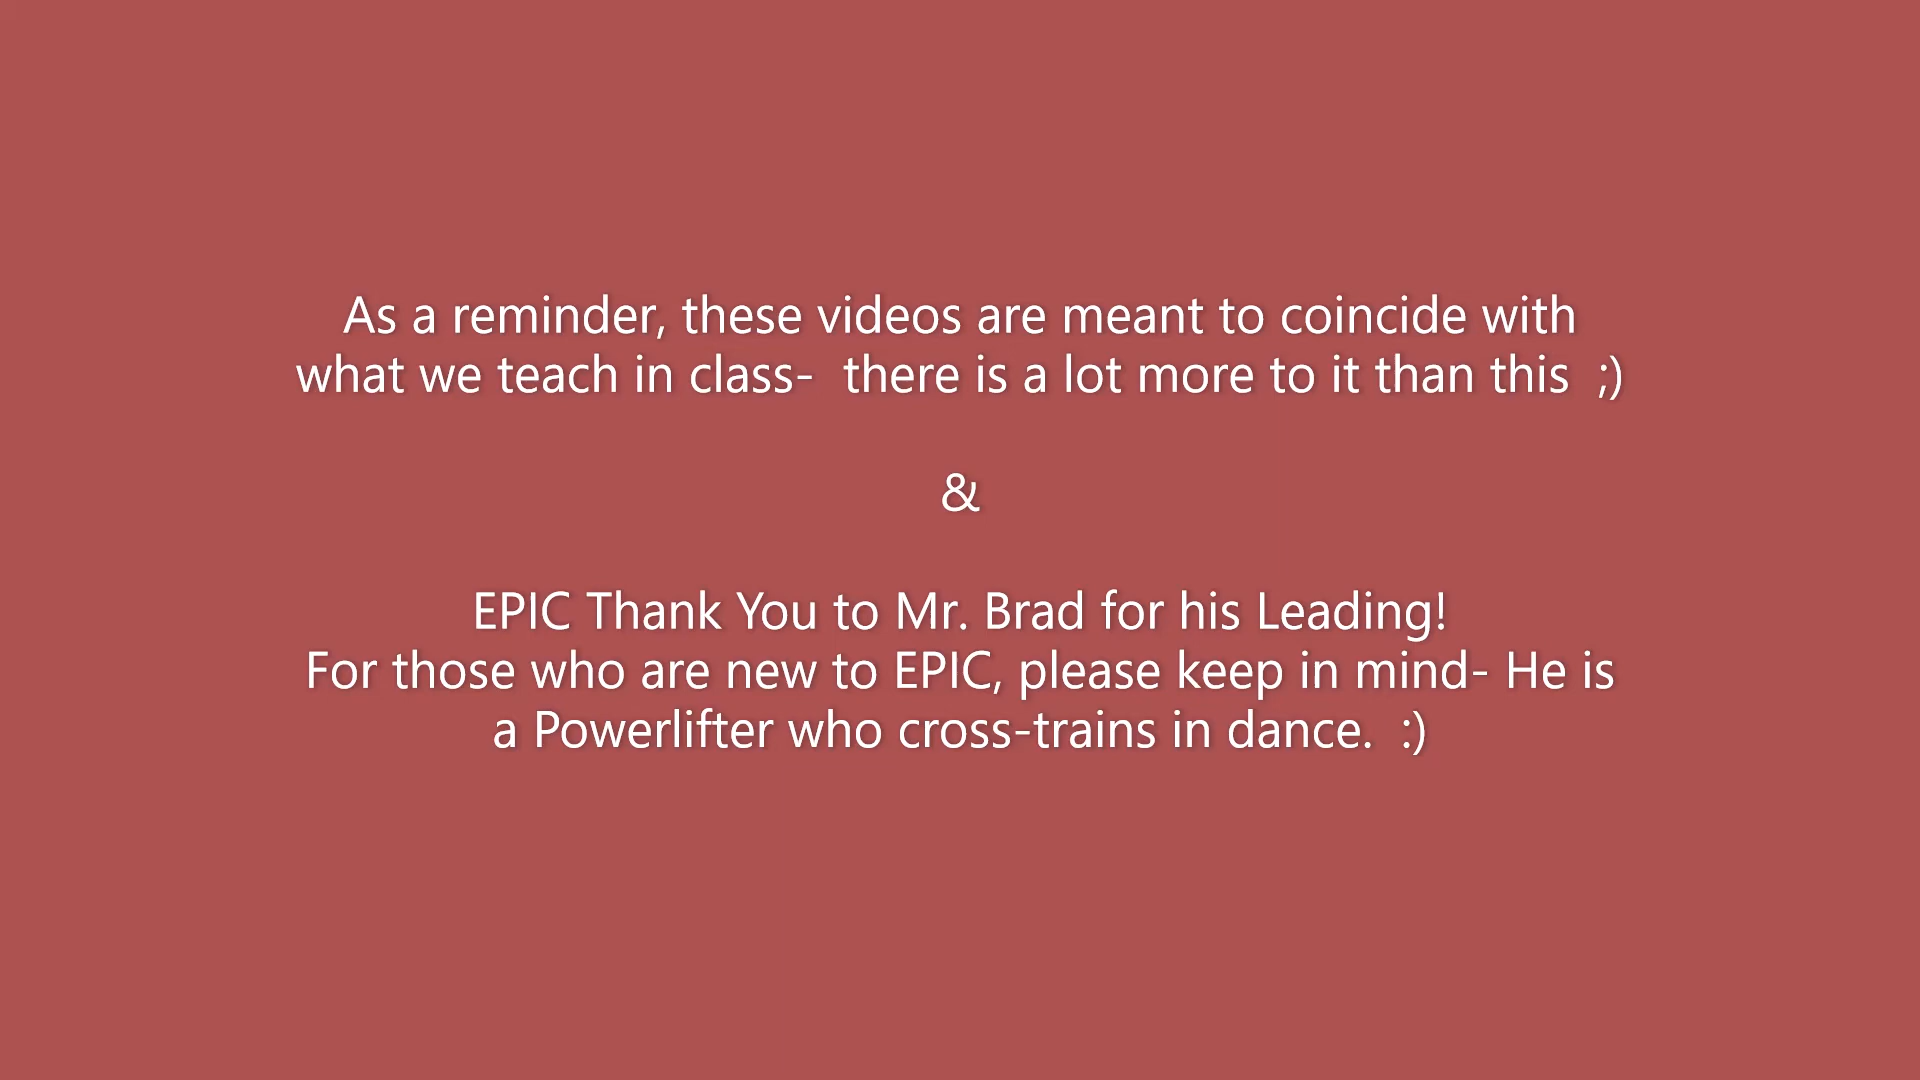 As a reminder, these videos are meant to coincide with
what we teach in class-  there is a lot more to it than this  ;)
&
EPIC Thank You to Mr. Brad for his Leading!
For those who are new to EPIC, please keep in mind- He is
a Powerlifter who cross-trains in dance.  :)